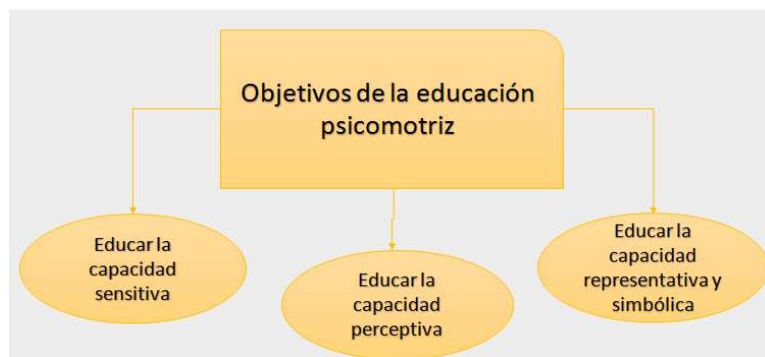 Objetivos de la educación
psicomotriz
Educar la
capacidad
sensitiva
Educar la
capacidad
perceptiva
Educar la
capacidad
representativa y
simbólica